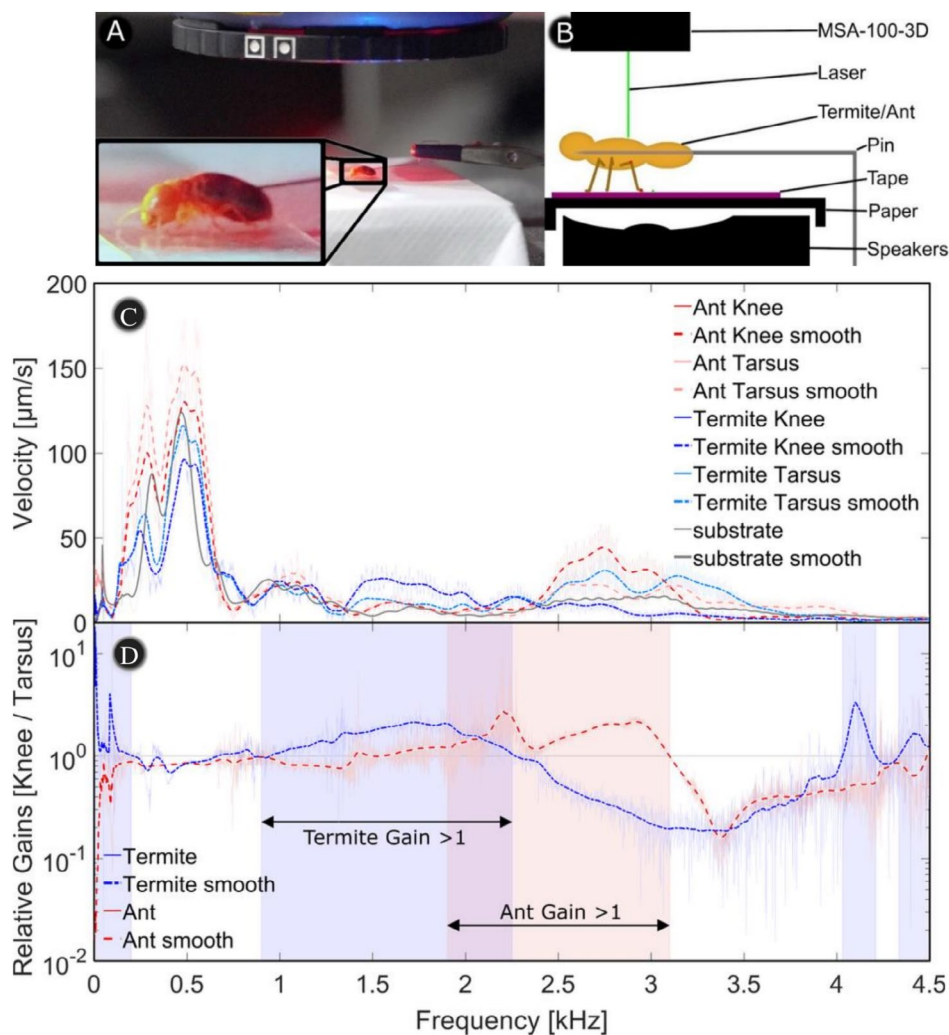 A
B
MSA-100-3D
Laser
Termite/Ant
Pin
Tape
Paper
Speakers
C
200
150
100
50
0
Velocity [µm/s]
Ant Knee
Ant Knee smooth
Ant Tarsus
Ant Tarsus smooth
Termite Knee
Termite Knee smooth
Termite Tarsus
Termite Tarsus smooth
substrate
substrate smooth
D
10¹
10⁰
10⁻¹
10⁻²
Relative Gains [Knee / Tarsus]
Termite Gain >1
Ant Gain >1
Termite
Termite smooth
Ant
Ant smooth
0 0.5 1 1.5 2 2.5 3 3.5 4 4.5
Frequency [kHz]